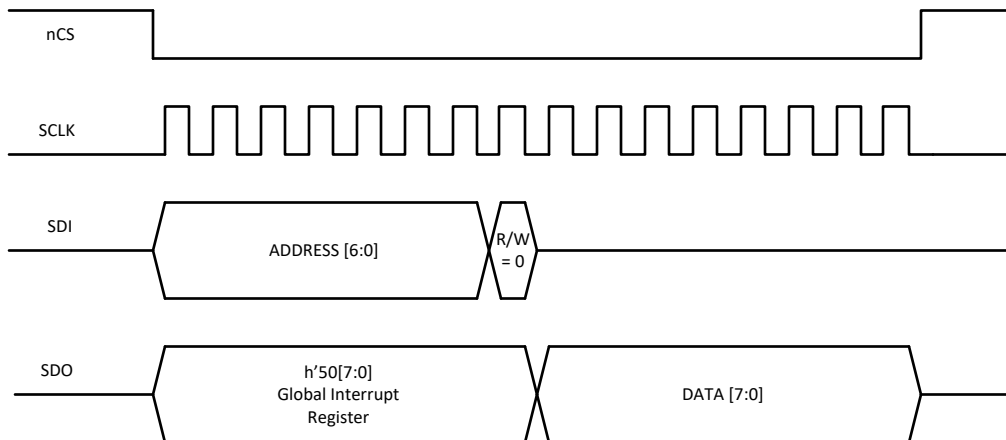 nCS
SCLK
SDI
ADDRESS [6:0]
R/W
= 0
SDO
h’50[7:0]
Global Interrupt
Register
DATA [7:0]